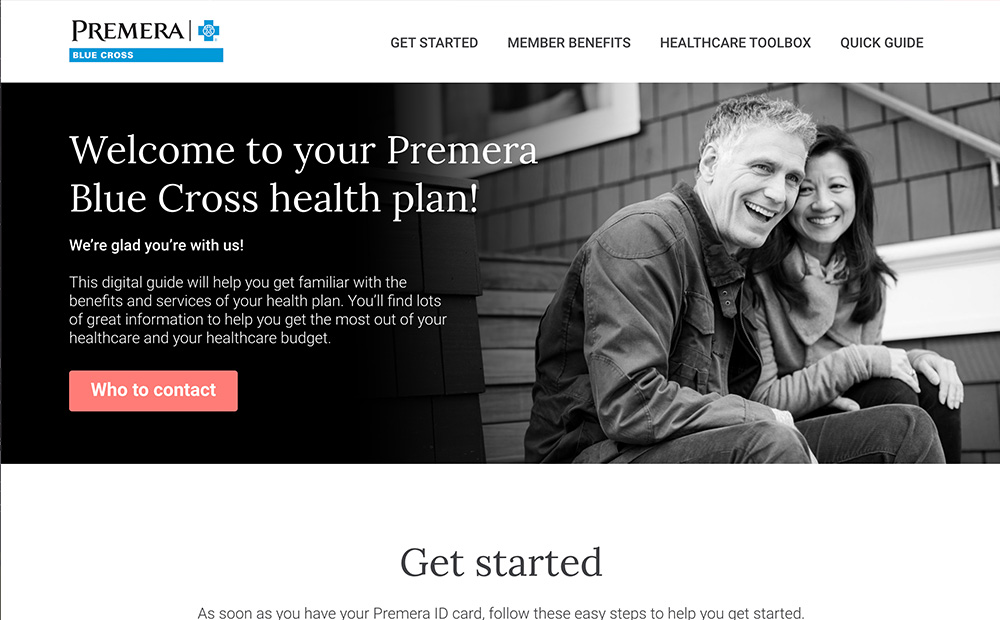 PREMERA
BLUE CROSS
GET STARTED MEMBER BENEFITS HEALTHCARE TOOLBOX QUICK GUIDE
Welcome to your Premera
Blue Cross health plan!
We’re glad you’re with us!
This digital guide will help you get familiar with the
benefits and services of your health plan. You’ll find lots
of great information to help you get the most out of your
healthcare and your healthcare budget.
Who to contact
Get started
As soon as you have your Premera ID card, follow these easy steps to help you get started.